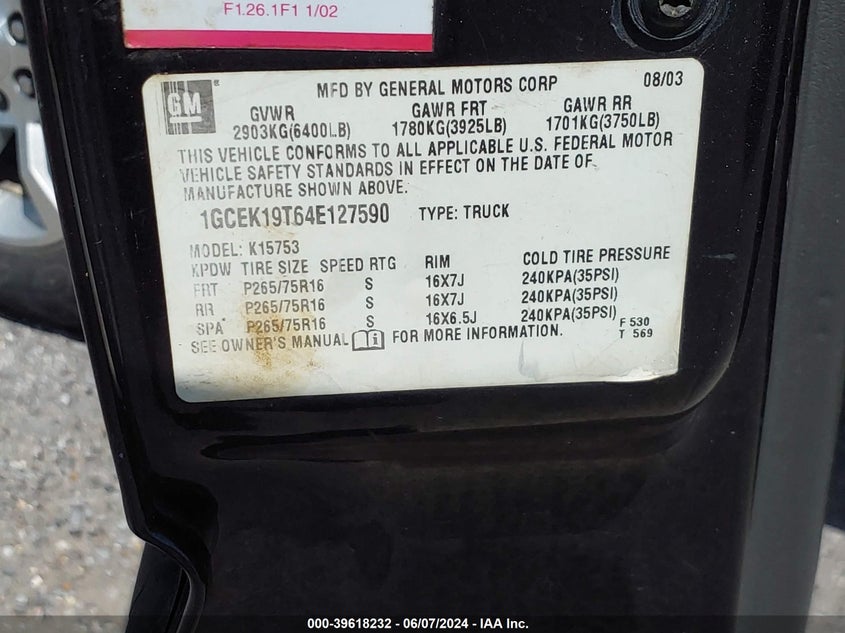 F1.26.1F1 1/02
GM
MFD BY GENERAL MOTORS CORP 08/03
GVWR GAWR FRT GAWR RR
2903KG(6400LB) 1780KG(3925LB) 1701KG(3750LB)
THIS VEHICLE CONFORMS TO ALL APPLICABLE U.S. FEDERAL MOTOR
VEHICLE SAFETY STANDARDS IN EFFECT ON THE DATE OF
MANUFACTURE SHOWN ABOVE.
1GCEK19T64E127590 TYPE: TRUCK
MODEL: K15753
KPDW TIRE SIZE SPEED RTG RIM COLD TIRE PRESSURE
FRT P265/75R16 S 16X7J 240KPA(35PSI)
RR P265/75R16 S 16X7J 240KPA(35PSI)
SPA P265/75R16 S 16X6.5J 240KPA(35PSI)
F 530
SEE OWNER'S MANUAL FOR MORE INFORMATION. T 569
000-39618232 - 06/07/2024 - IAA Inc.